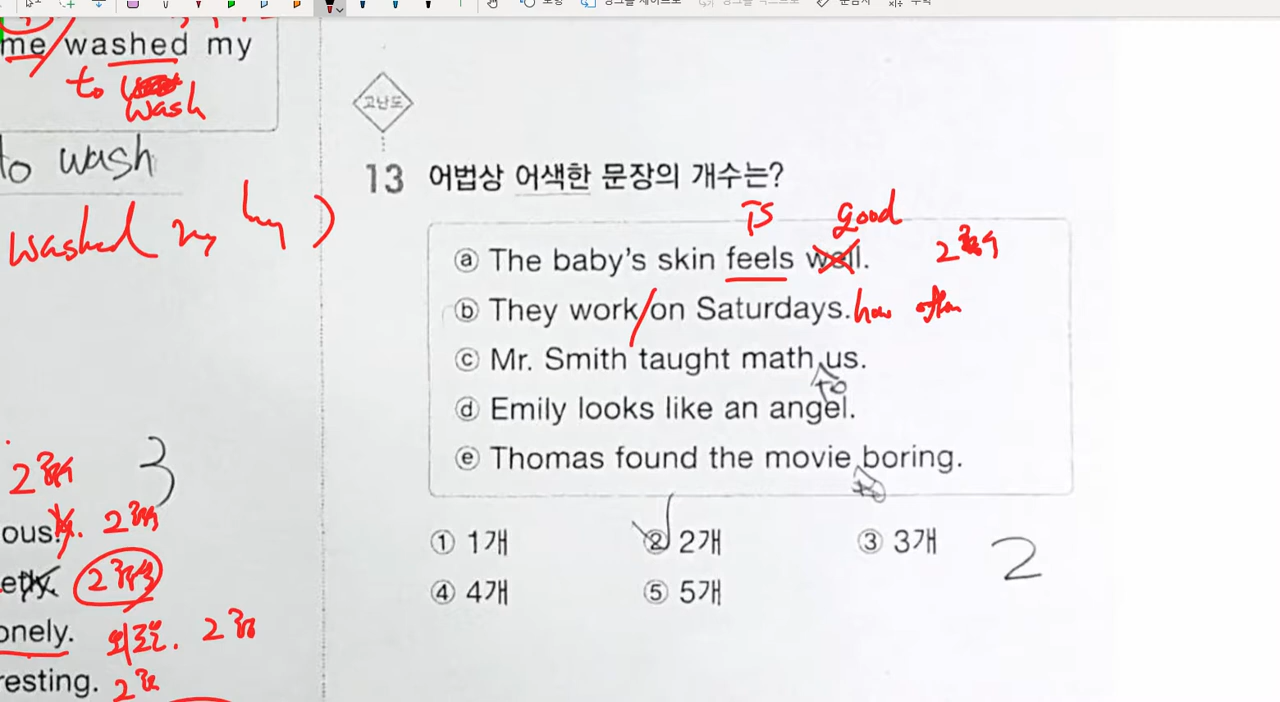 me/washed my
to wash
to wash
washed my
고난도
13 어법상 어색한 문장의 개수는?
is good
ⓐ The baby's skin feels well. 2형식
ⓑ They work/on Saturdays. how often
ⓒ Mr. Smith taught math us.
to
ⓓ Emily looks like an angel.
ⓔ Thomas found the movie boring.
① 1개 ② 2개 ③ 3개
④ 4개 ⑤ 5개
2
2형식 3
ous. 2형식
2형식
onely. 외로운. 2형
resting. 2형